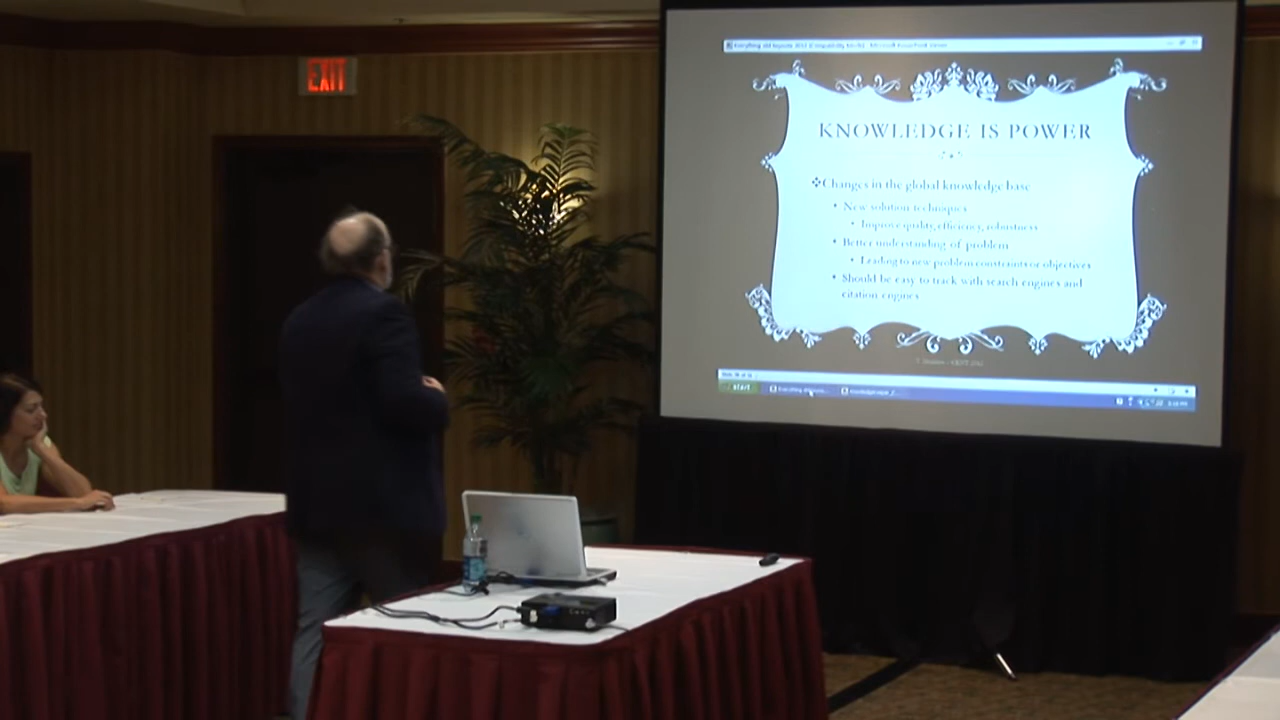 EXIT
KNOWLEDGE IS POWER
Changes in the global knowledge base
New solution techniques
Improve quality, efficiency, robustness
Better understanding of problem
Leading to new problem constraints or objectives
Should be easy to track with search engines and
citation engines
start